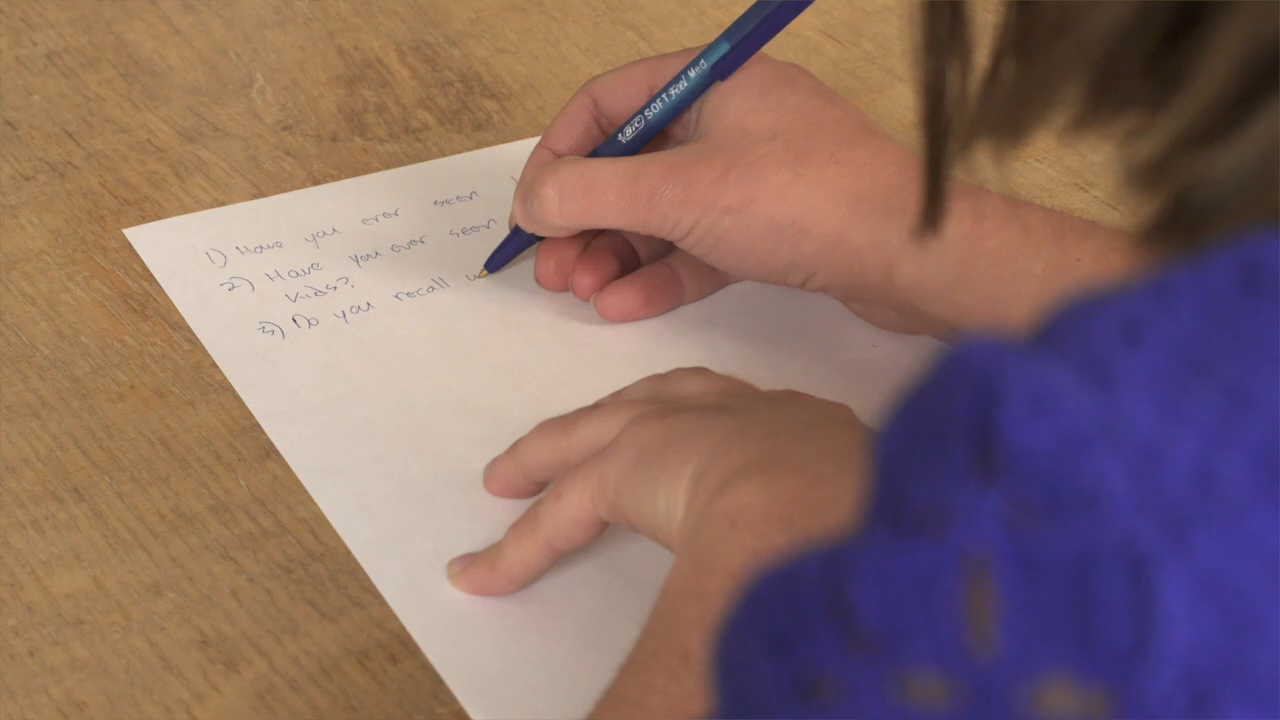 BIC SOFT Feel Med
1) Have you ever seen
2) Have you ever seen
kids?
3) Do you recall